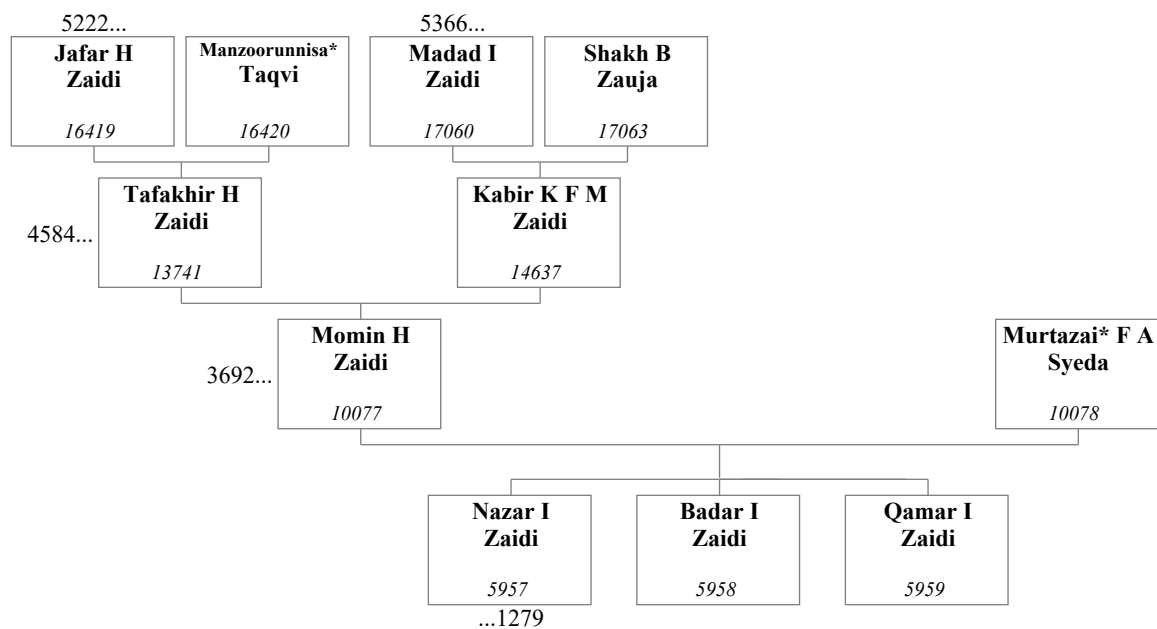 5222...
5366...
Jafar H
Zaidi
16419
Manzoorunnisa*
Taqvi
16420
Madad I
Zaidi
17060
Shakh B
Zauja
17063
4584...
Tafakhir H
Zaidi
13741
Kabir K F M
Zaidi
14637
3692...
Momin H
Zaidi
10077
Murtazai* F A
Syeda
10078
Nazar I
Zaidi
5957
Badar I
Zaidi
5958
Qamar I
Zaidi
5959
...1279